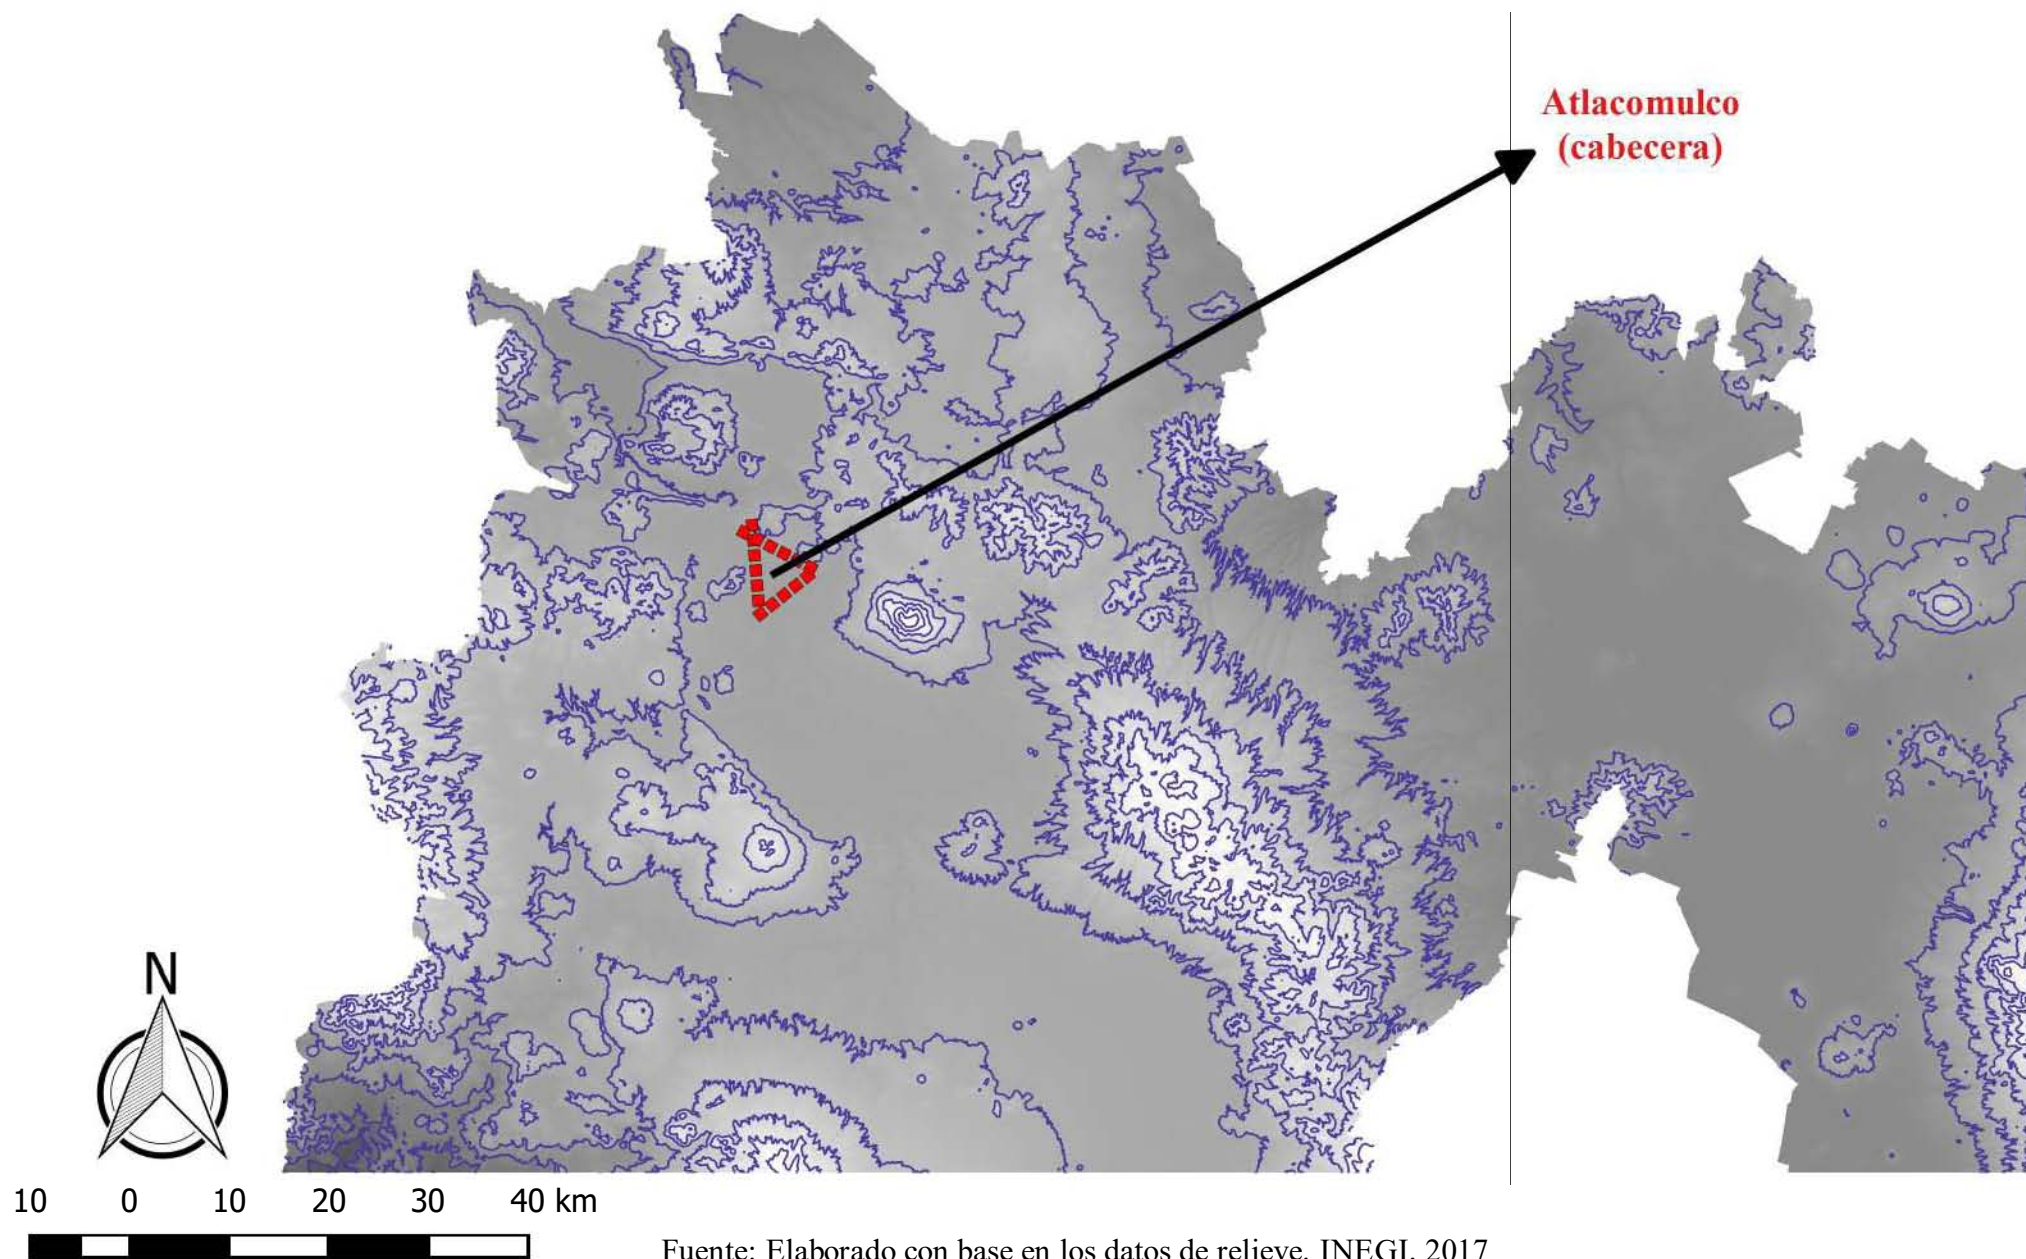 Atlacomulco
(cabecera)
N
10 0 10 20 30 40 km
Fuente: Elaborado con base en los datos de relieve, INEGI, 2017